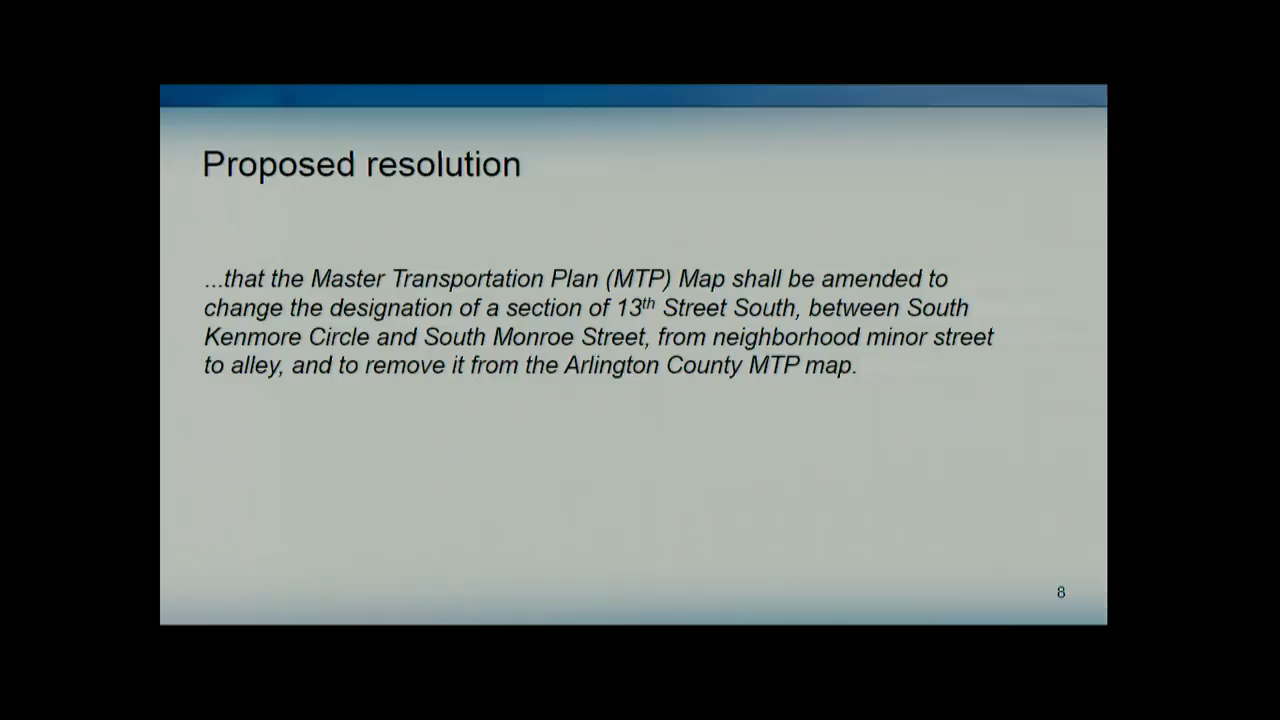 Proposed resolution
...that the Master Transportation Plan (MTP) Map shall be amended to
change the designation of a section of 13th Street South, between South
Kenmore Circle and South Monroe Street, from neighborhood minor street
to alley, and to remove it from the Arlington County MTP map.
8